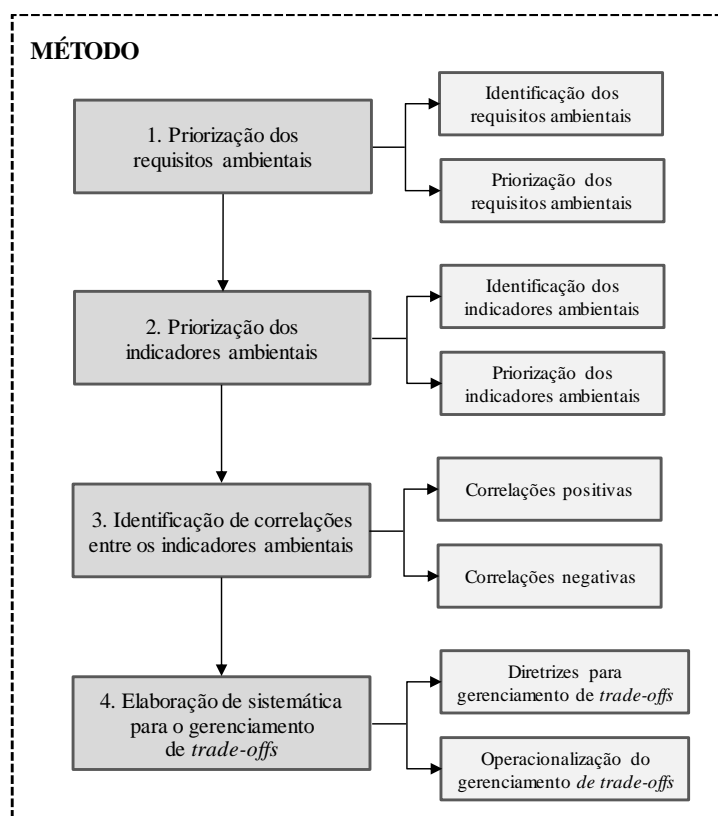 MÉTODO
1. Priorização dos
requisitos ambientais
Identificação dos
requisitos ambientais
Priorização dos
requisitos ambientais
2. Priorização dos
indicadores ambientais
Identificação dos
indicadores ambientais
Priorização dos
indicadores ambientais
3. Identificação de correlações
entre os indicadores ambientais
Correlações positivas
Correlações negativas
4. Elaboração de sistemática
para o gerenciamento
de trade-offs
Diretrizes para
gerenciamento de trade-offs
Operacionalização do
gerenciamento de trade-offs